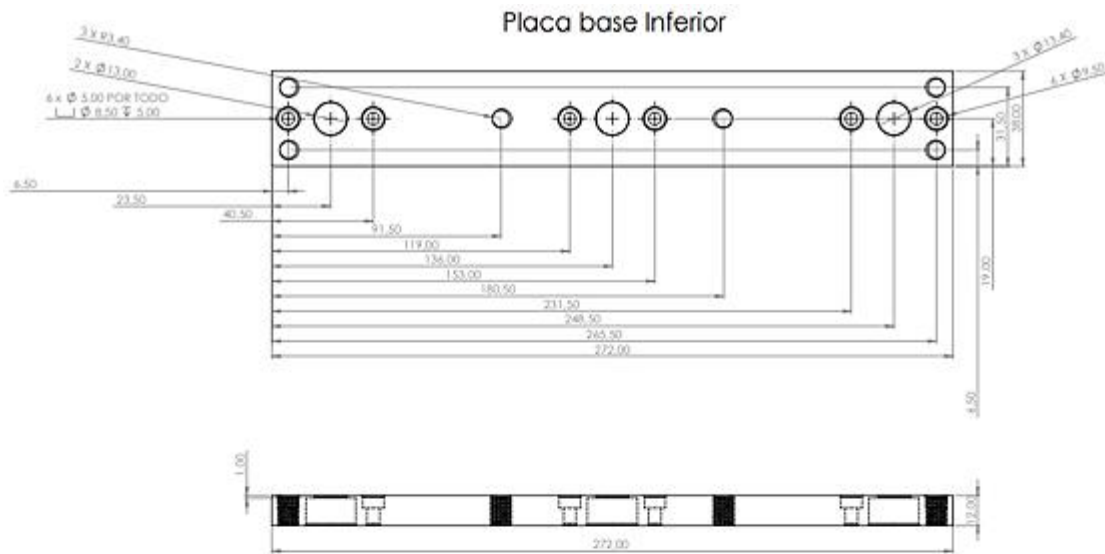 Placa base Inferior
3 X R3.40
2 X Ø13.00
6 x Ø 5.00 POR TODO
⌴ Ø 8.50 ↧ 5.00
3 X Ø13.40
6 X Ø9.50
31.50
38.00
6.50
23.50
40.50
91.50
119.00
136.00
153.00
180.50
231.50
248.50
265.50
272.00
19.00
6.50
1.00
12.00
272.00